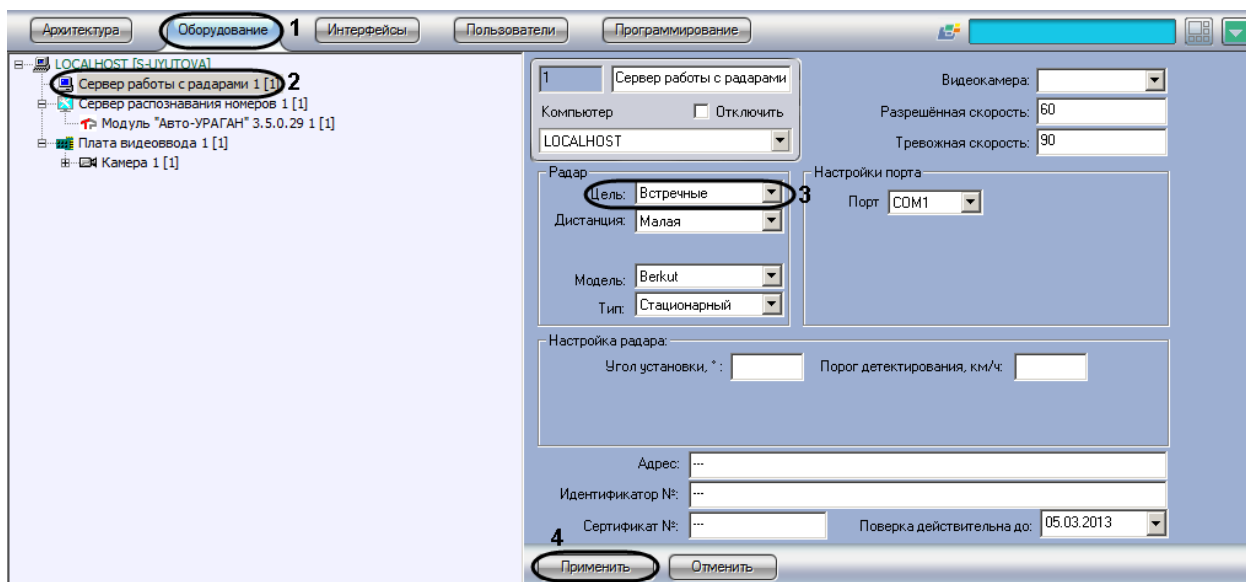 Архитектура Оборудование 1 Интерфейсы Пользователи Программирование
LOCALHOST [S-UYUTOVA]
Сервер работы с радарами 1 [1] 2
Сервер распознавания номеров 1 [1]
Модуль "Авто-УРАГАН" 3.5.0.29 1 [1]
Плата видеоввода 1 [1]
Камера 1 [1]
1 Сервер работы с радарами
Компьютер Отключить
LOCALHOST
Видеокамера:
Разрешённая скорость: 60
Тревожная скорость: 90
Радар
Цель: Встречные 3
Дистанция: Малая
Модель: Berkut
Тип: Стационарный
Настройки порта
Порт COM1
Настройка радара:
Угол установки, ° : Порог детектирования, км/ч:
Адрес: ---
Идентификатор №: ---
Сертификат №: --- Поверка действительна до: 05.03.2013
4
Применить Отменить